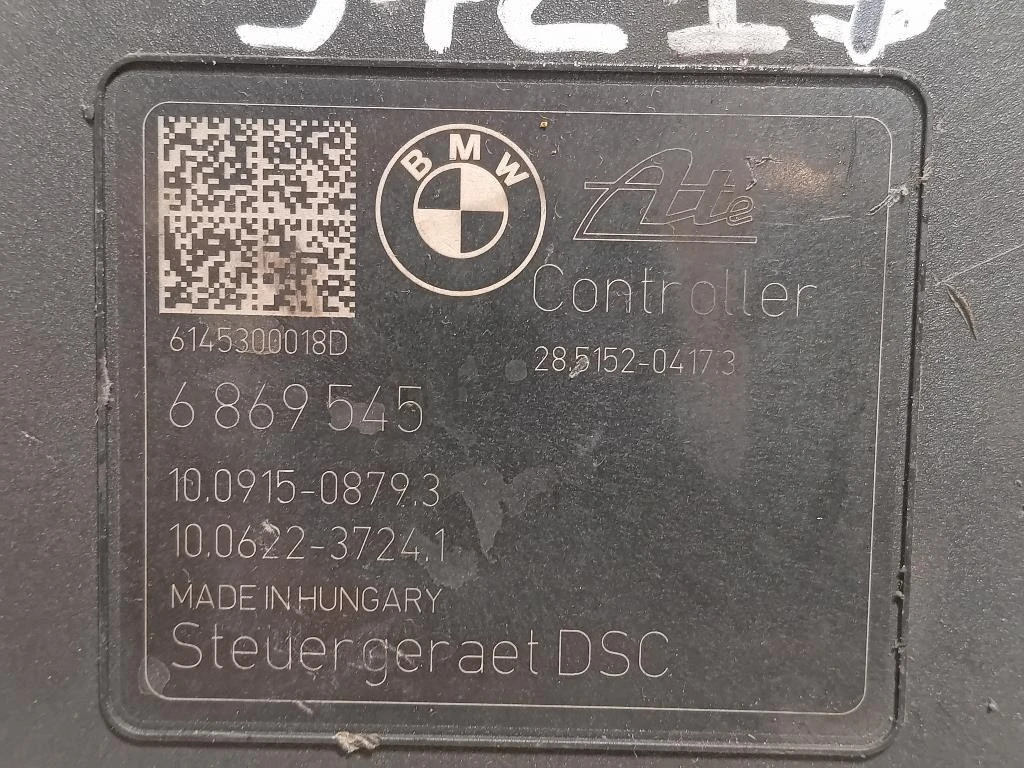 BMW
Ate
Controller
6145300018D
28.5152-0417.3
6 869 545
10.0915-0879.3
10.0622-3724.1
MADE IN HUNGARY
Steuergeraet DSC